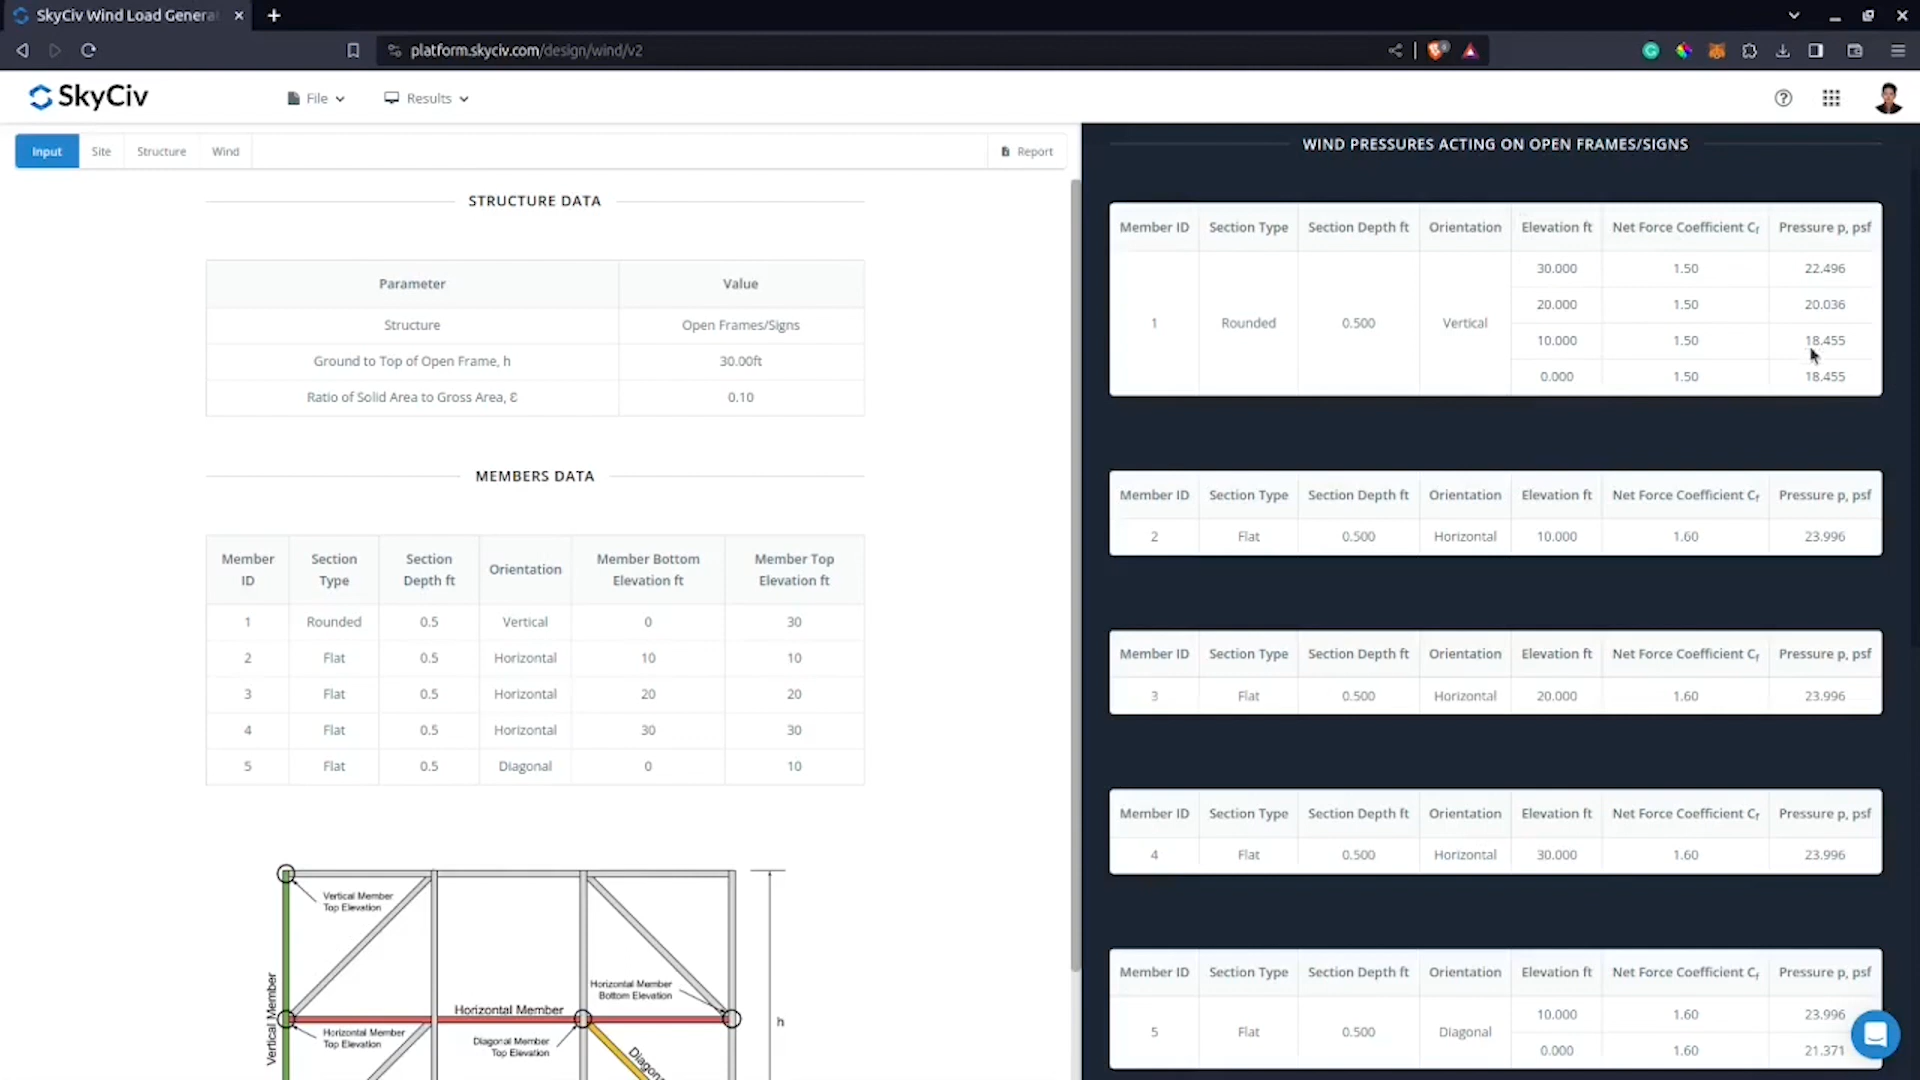 SkyCiv Wind Load Genera
platform.skyciv.com/design/wind/v2
SkyCiv
File
Results
Input
Site
Structure
Wind
Report
STRUCTURE DATA
Parameter Value
Structure Open Frames/Signs
Ground to Top of Open Frame, h 30.00ft
Ratio of Solid Area to Gross Area, Ɛ 0.10
MEMBERS DATA
Member ID Section Type Section Depth ft Orientation Member Bottom Elevation ft Member Top Elevation ft
1 Rounded 0.5 Vertical 0 30
2 Flat 0.5 Horizontal 10 10
3 Flat 0.5 Horizontal 20 20
4 Flat 0.5 Horizontal 30 30
5 Flat 0.5 Diagonal 0 10
Vertical Member
Top Elevation
Vertical Member
Horizontal Member
Bottom Elevation
Horizontal Member
Horizontal Member
Top Elevation
Diagonal Member
Top Elevation
h
WIND PRESSURES ACTING ON OPEN FRAMES/SIGNS
Member ID Section Type Section Depth ft Orientation Elevation ft Net Force Coefficient Cf Pressure p, psf
1 Rounded 0.500 Vertical
30.000 1.50 22.496
20.000 1.50 20.036
10.000 1.50 18.455
0.000 1.50 18.455
Member ID Section Type Section Depth ft Orientation Elevation ft Net Force Coefficient Cf Pressure p, psf
2 Flat 0.500 Horizontal 10.000 1.60 23.996
Member ID Section Type Section Depth ft Orientation Elevation ft Net Force Coefficient Cf Pressure p, psf
3 Flat 0.500 Horizontal 20.000 1.60 23.996
Member ID Section Type Section Depth ft Orientation Elevation ft Net Force Coefficient Cf Pressure p, psf
4 Flat 0.500 Horizontal 30.000 1.60 23.996
Member ID Section Type Section Depth ft Orientation Elevation ft Net Force Coefficient Cf Pressure p, psf
5 Flat 0.500 Diagonal
10.000 1.60 23.996
0.000 1.60 21.371